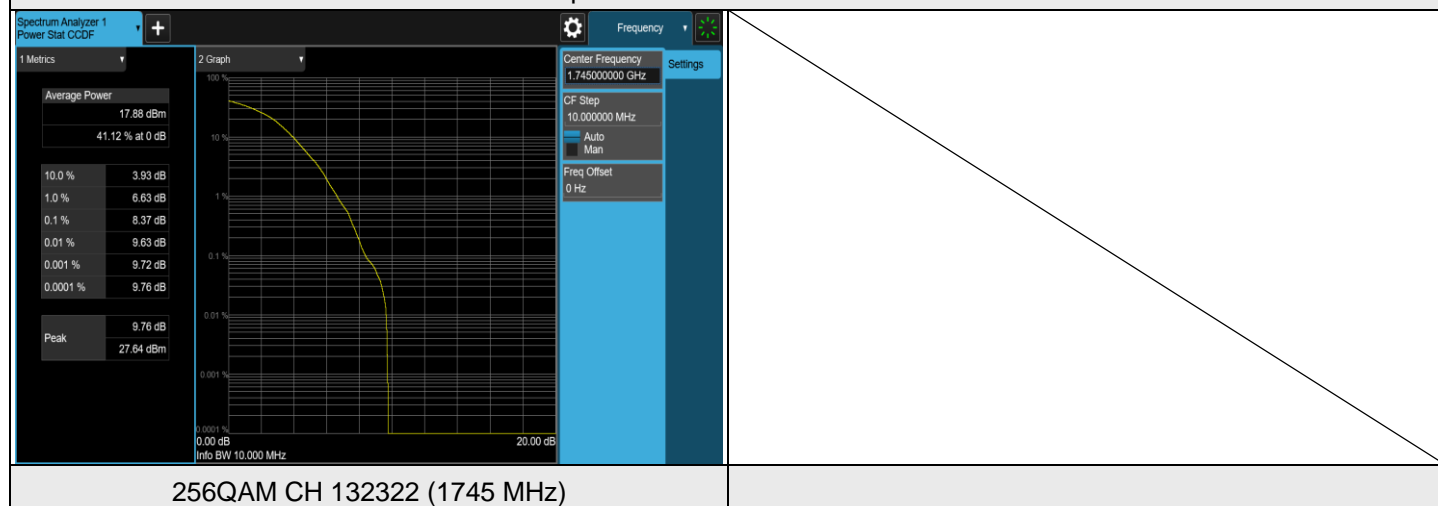 Spectrum Analyzer 1
Power Stat CCDF
+
Frequency
1 Metrics
2 Graph
Center Frequency
1.745000000 GHz
Settings
CF Step
10.000000 MHz
Auto
Man
Freq Offset
0 Hz
Average Power
17.88 dBm
41.12 % at 0 dB
10.0 % 3.93 dB
1.0 % 6.63 dB
0.1 % 8.37 dB
0.01 % 9.63 dB
0.001 % 9.72 dB
0.0001 % 9.76 dB
Peak
9.76 dB
27.64 dBm
100 %
10 %
1 %
0.1 %
0.01 %
0.001 %
0.0001 %
0.00 dB 20.00 dB
Info BW 10.000 MHz
256QAM CH 132322 (1745 MHz)